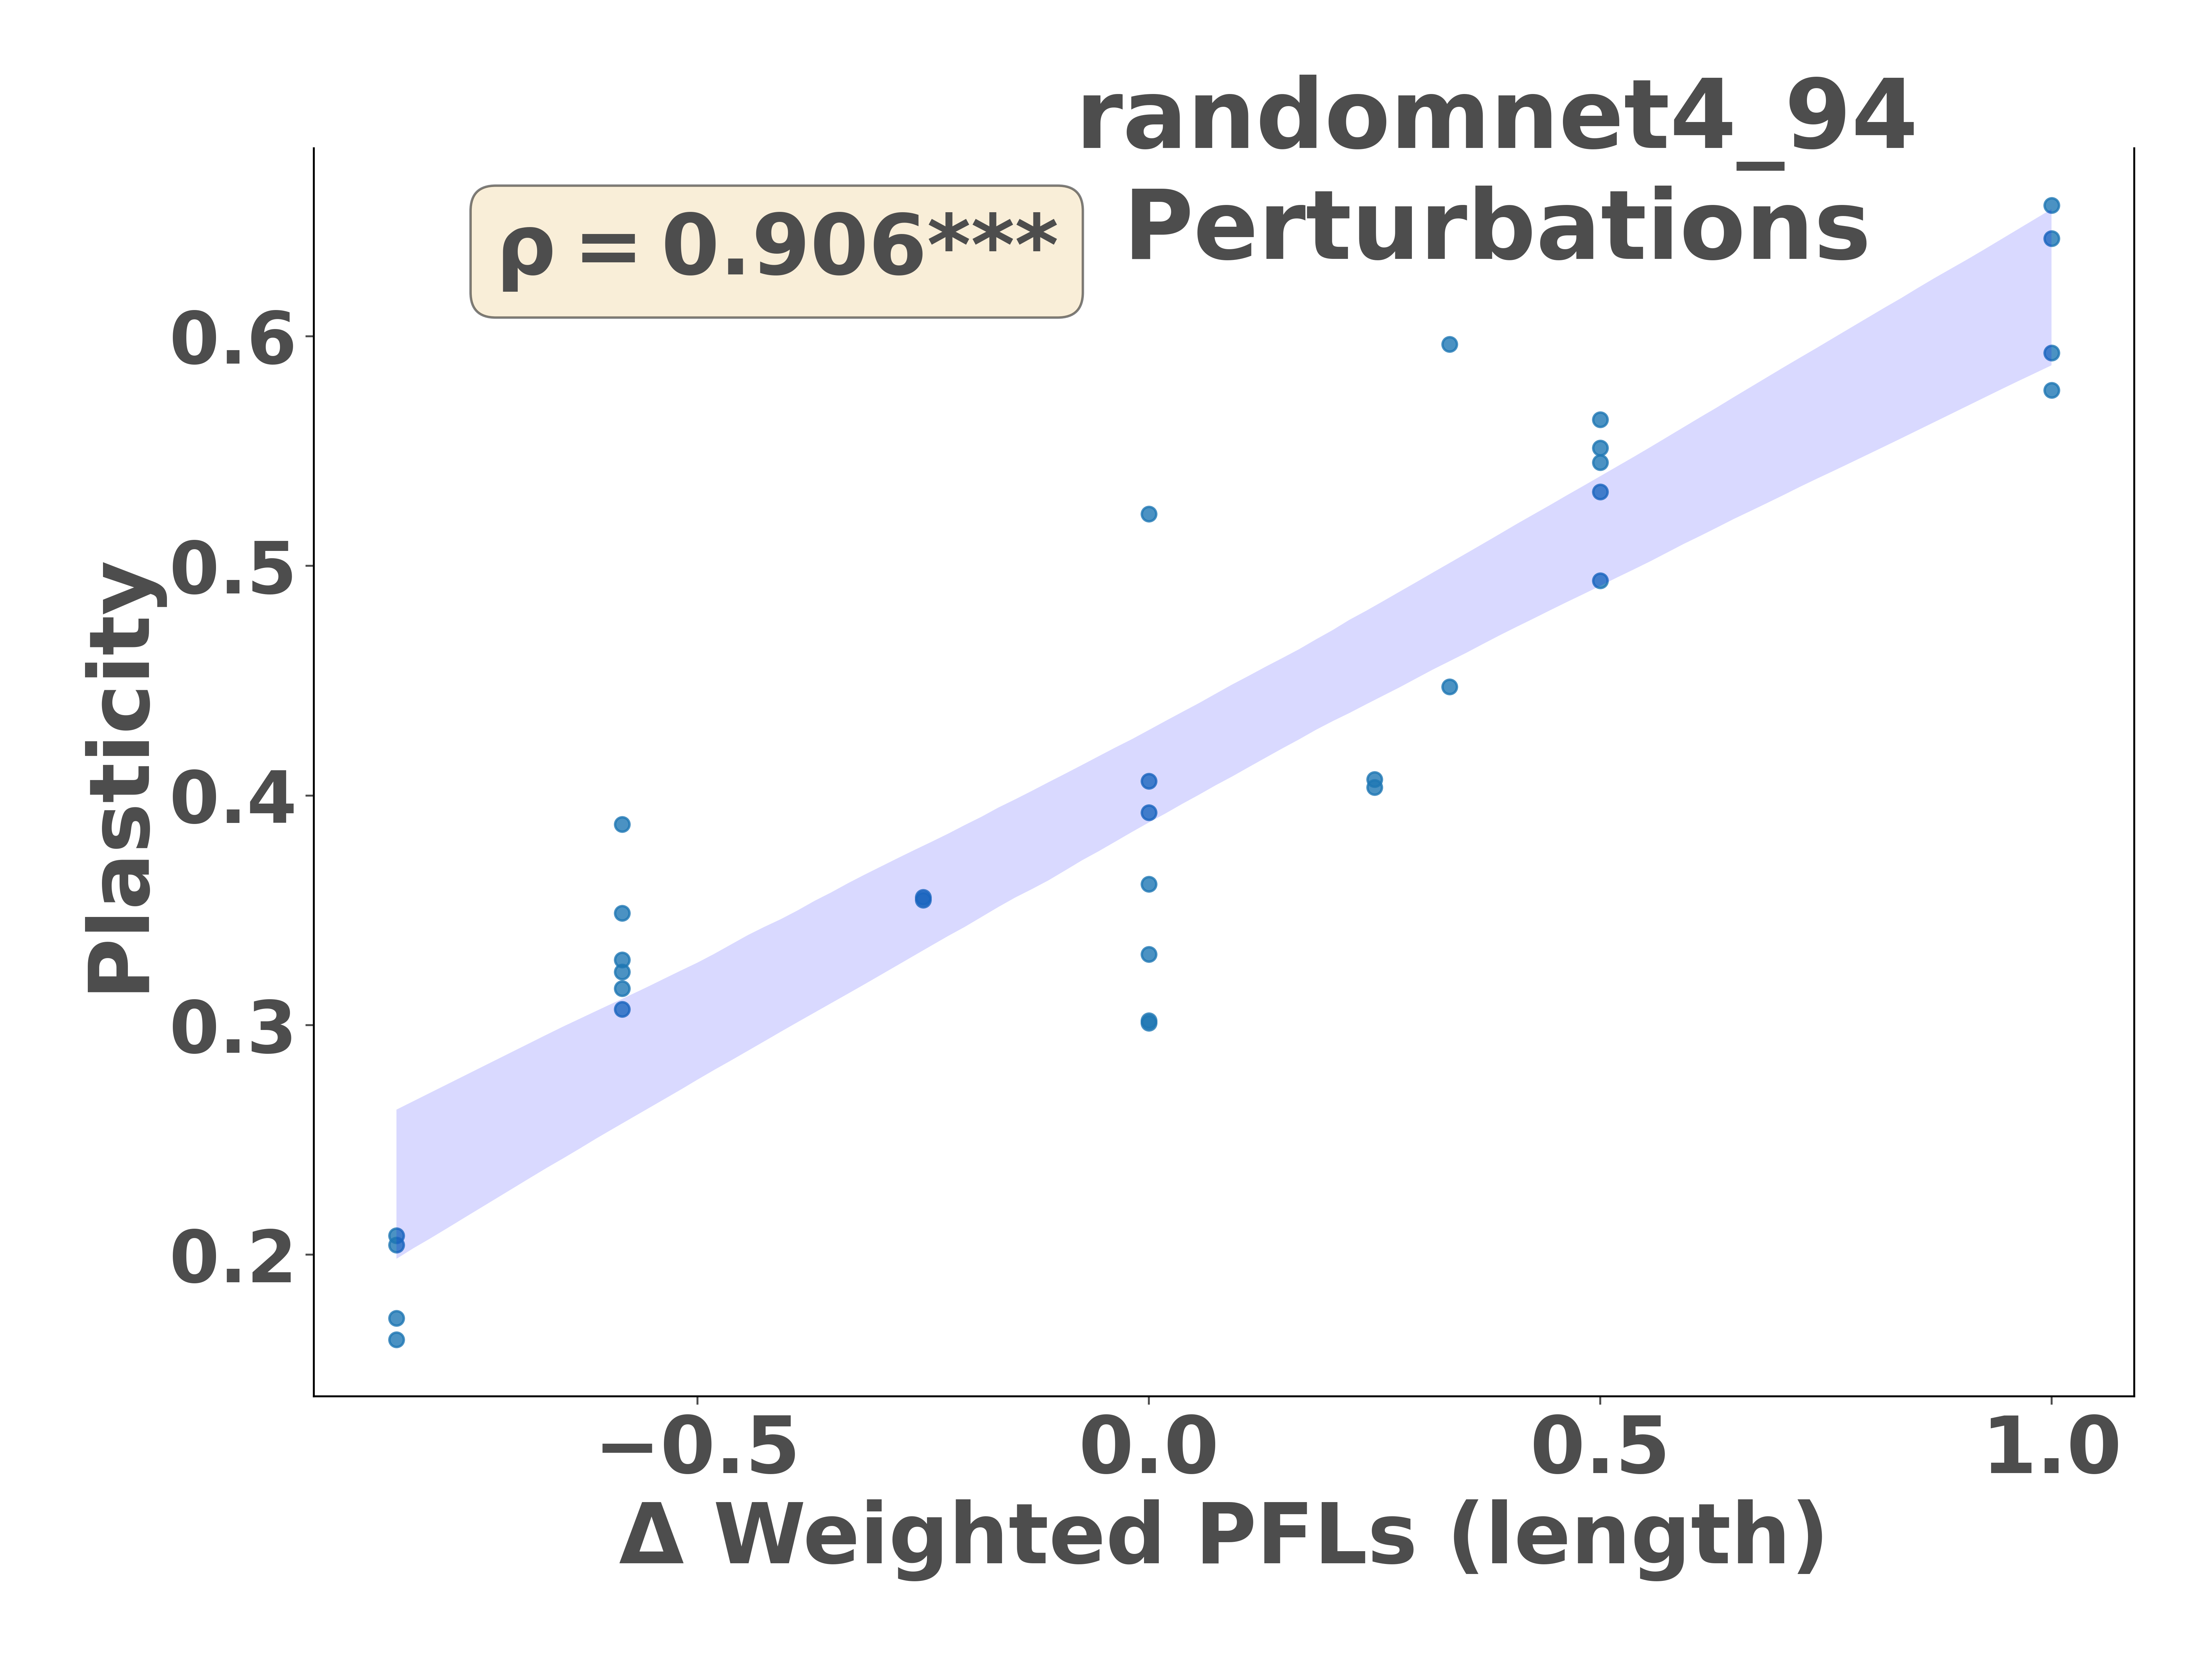 randomnet4_94
Perturbations
ρ = 0.906***
Plasticity
0.6
0.5
0.4
0.3
0.2
−0.5
0.0
0.5
1.0
Δ Weighted PFLs (length)